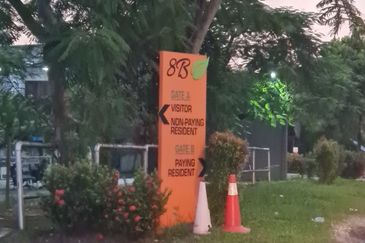 8B
GATE A
VISITOR
NON-PAYING
RESIDENT
GATE B
PAYING
RESIDENT